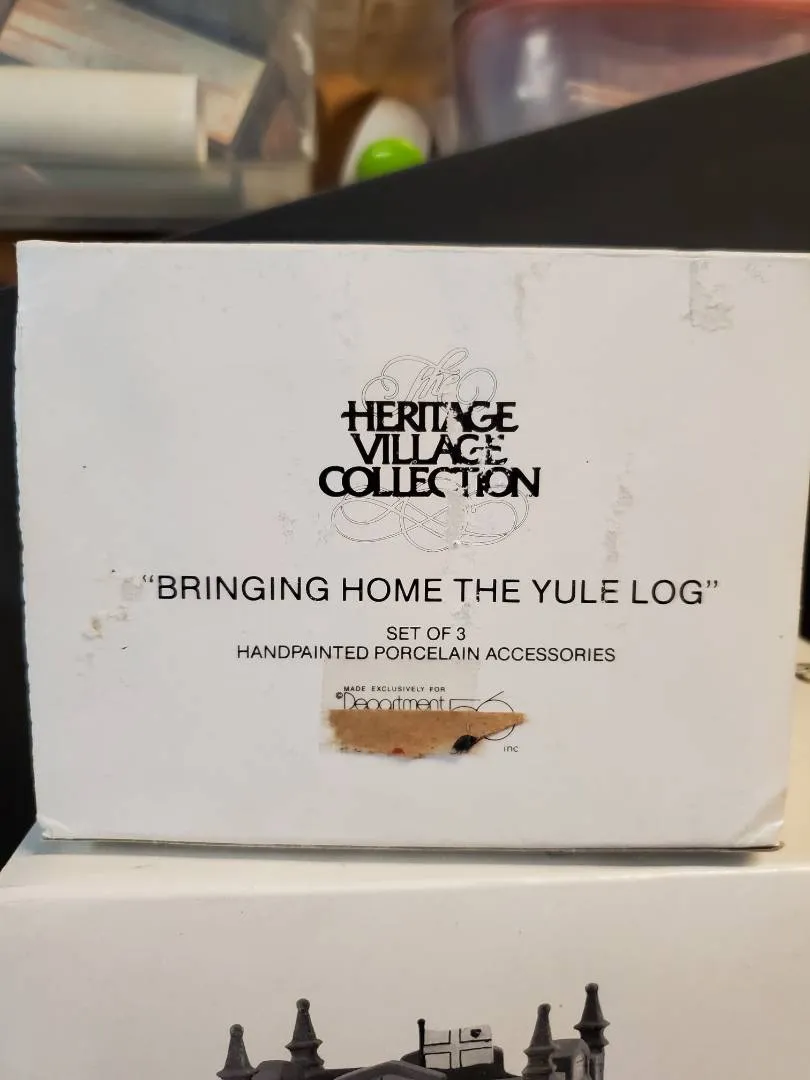 The
HERITAGE
VILLAGE
COLLECTION
“BRINGING HOME THE YULE LOG”
SET OF 3
HANDPAINTED PORCELAIN ACCESSORIES
MADE EXCLUSIVELY FOR
©Department 56
inc